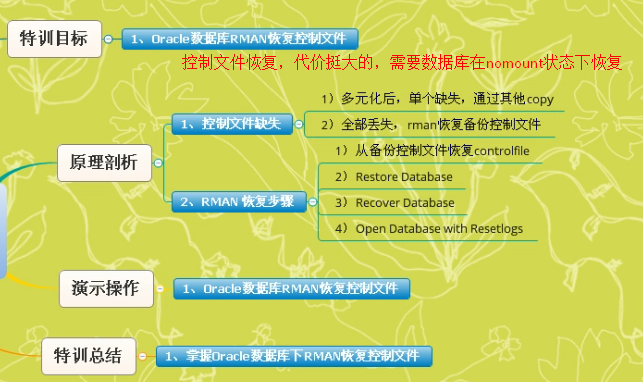 特训目标
1、Oracle数据库RMAN恢复控制文件
控制文件恢复，代价挺大的，需要数据库在nomount状态下恢复
原理剖析
1、控制文件缺失
1）多元化后，单个缺失，通过其他copy
2）全部丢失，rman恢复备份控制文件
2、RMAN 恢复步骤
1）从备份控制文件恢复controlfile
2）Restore Database
3）Recover Database
4）Open Database with Resetlogs
演示操作
1、Oracle数据库RMAN恢复控制文件
特训总结
1、掌握Oracle数据库下RMAN恢复控制文件